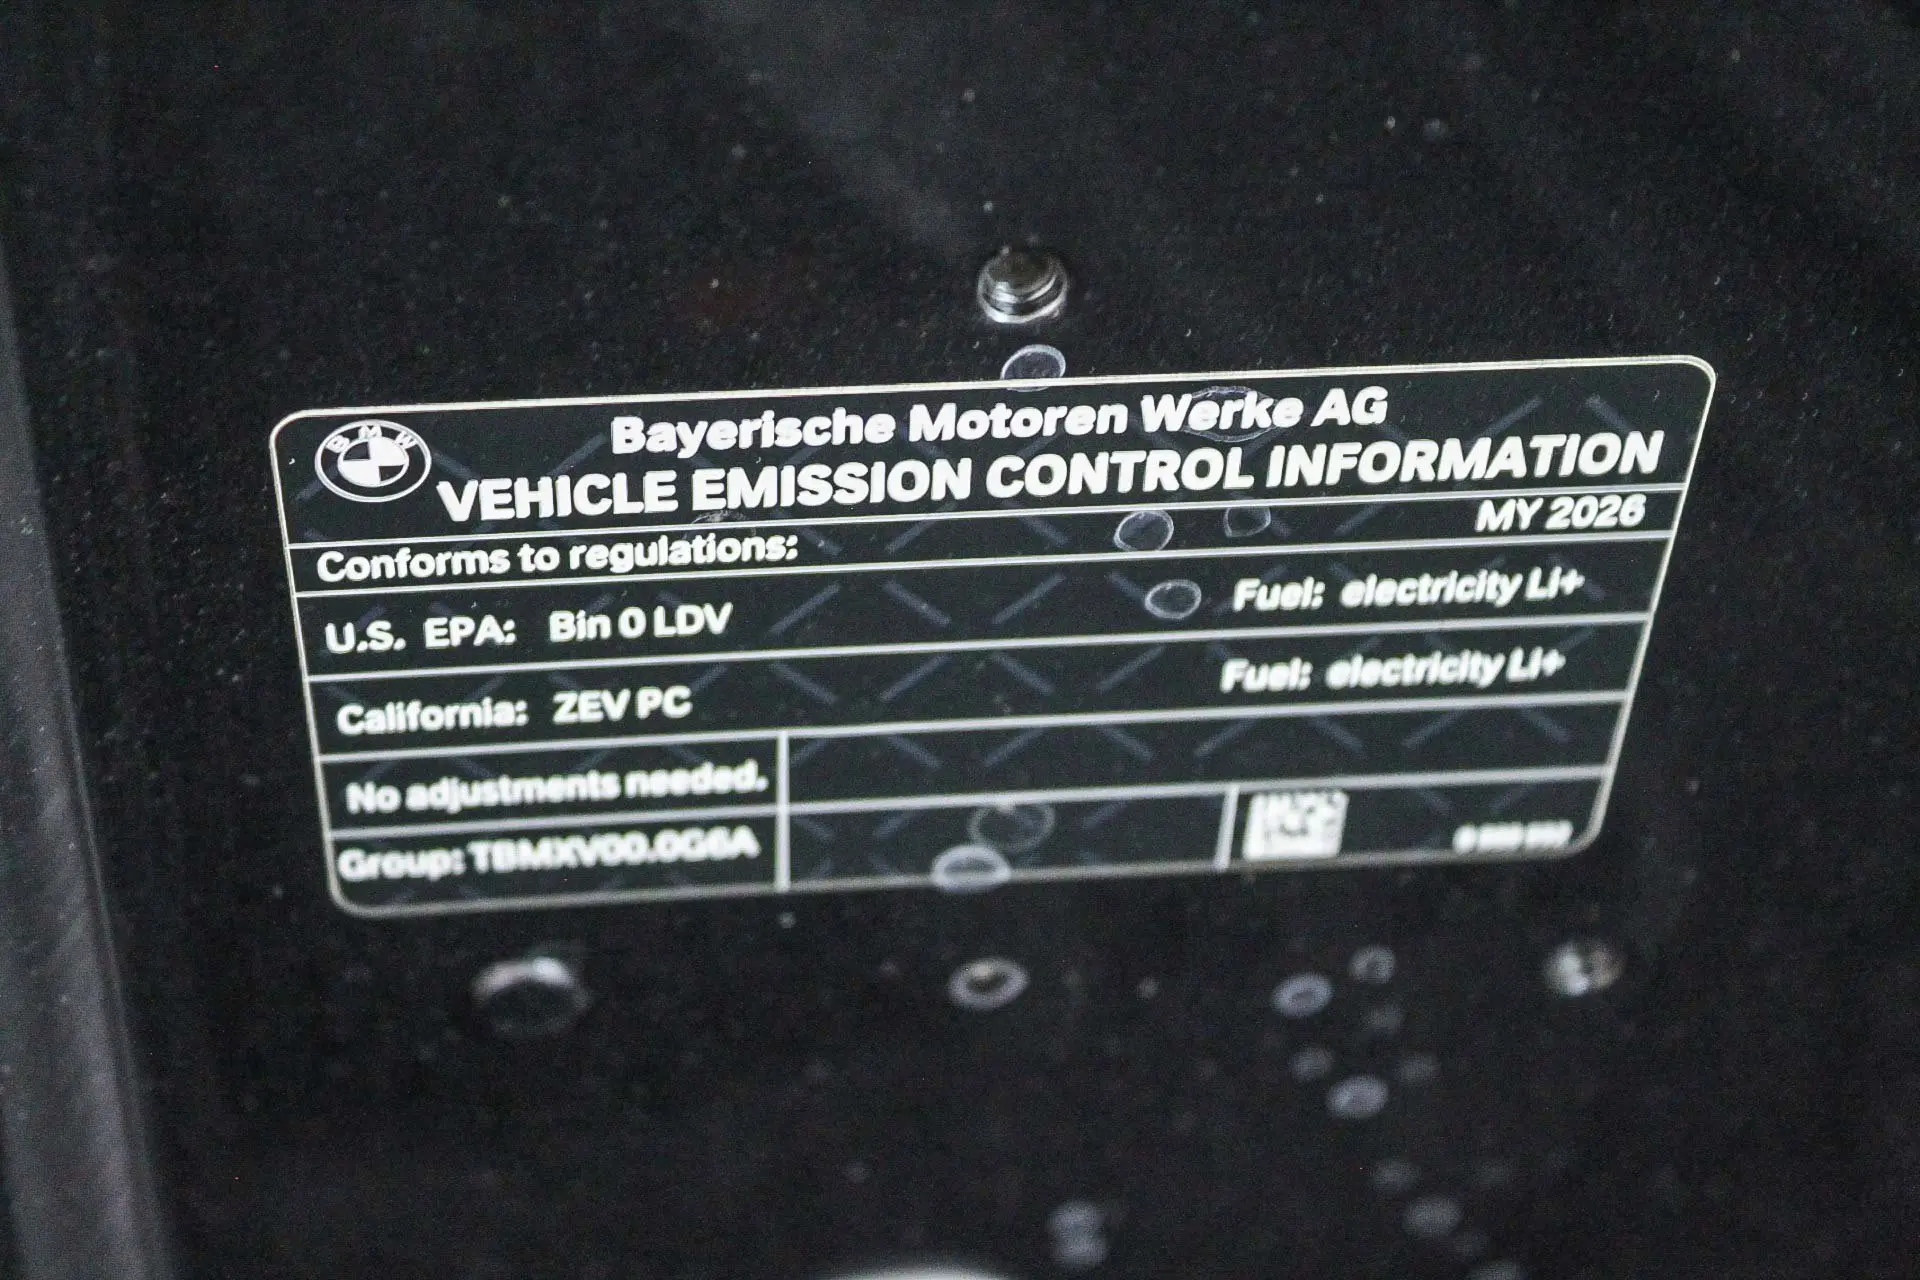 BMW
Bayerische Motoren Werke AG
VEHICLE EMISSION CONTROL INFORMATION
MY 2026
Conforms to regulations:
U.S. EPA: Bin 0 LDV Fuel: electricity Li+
California: ZEV PC Fuel: electricity Li+
No adjustments needed.
Group: TBMXV00.0G6A